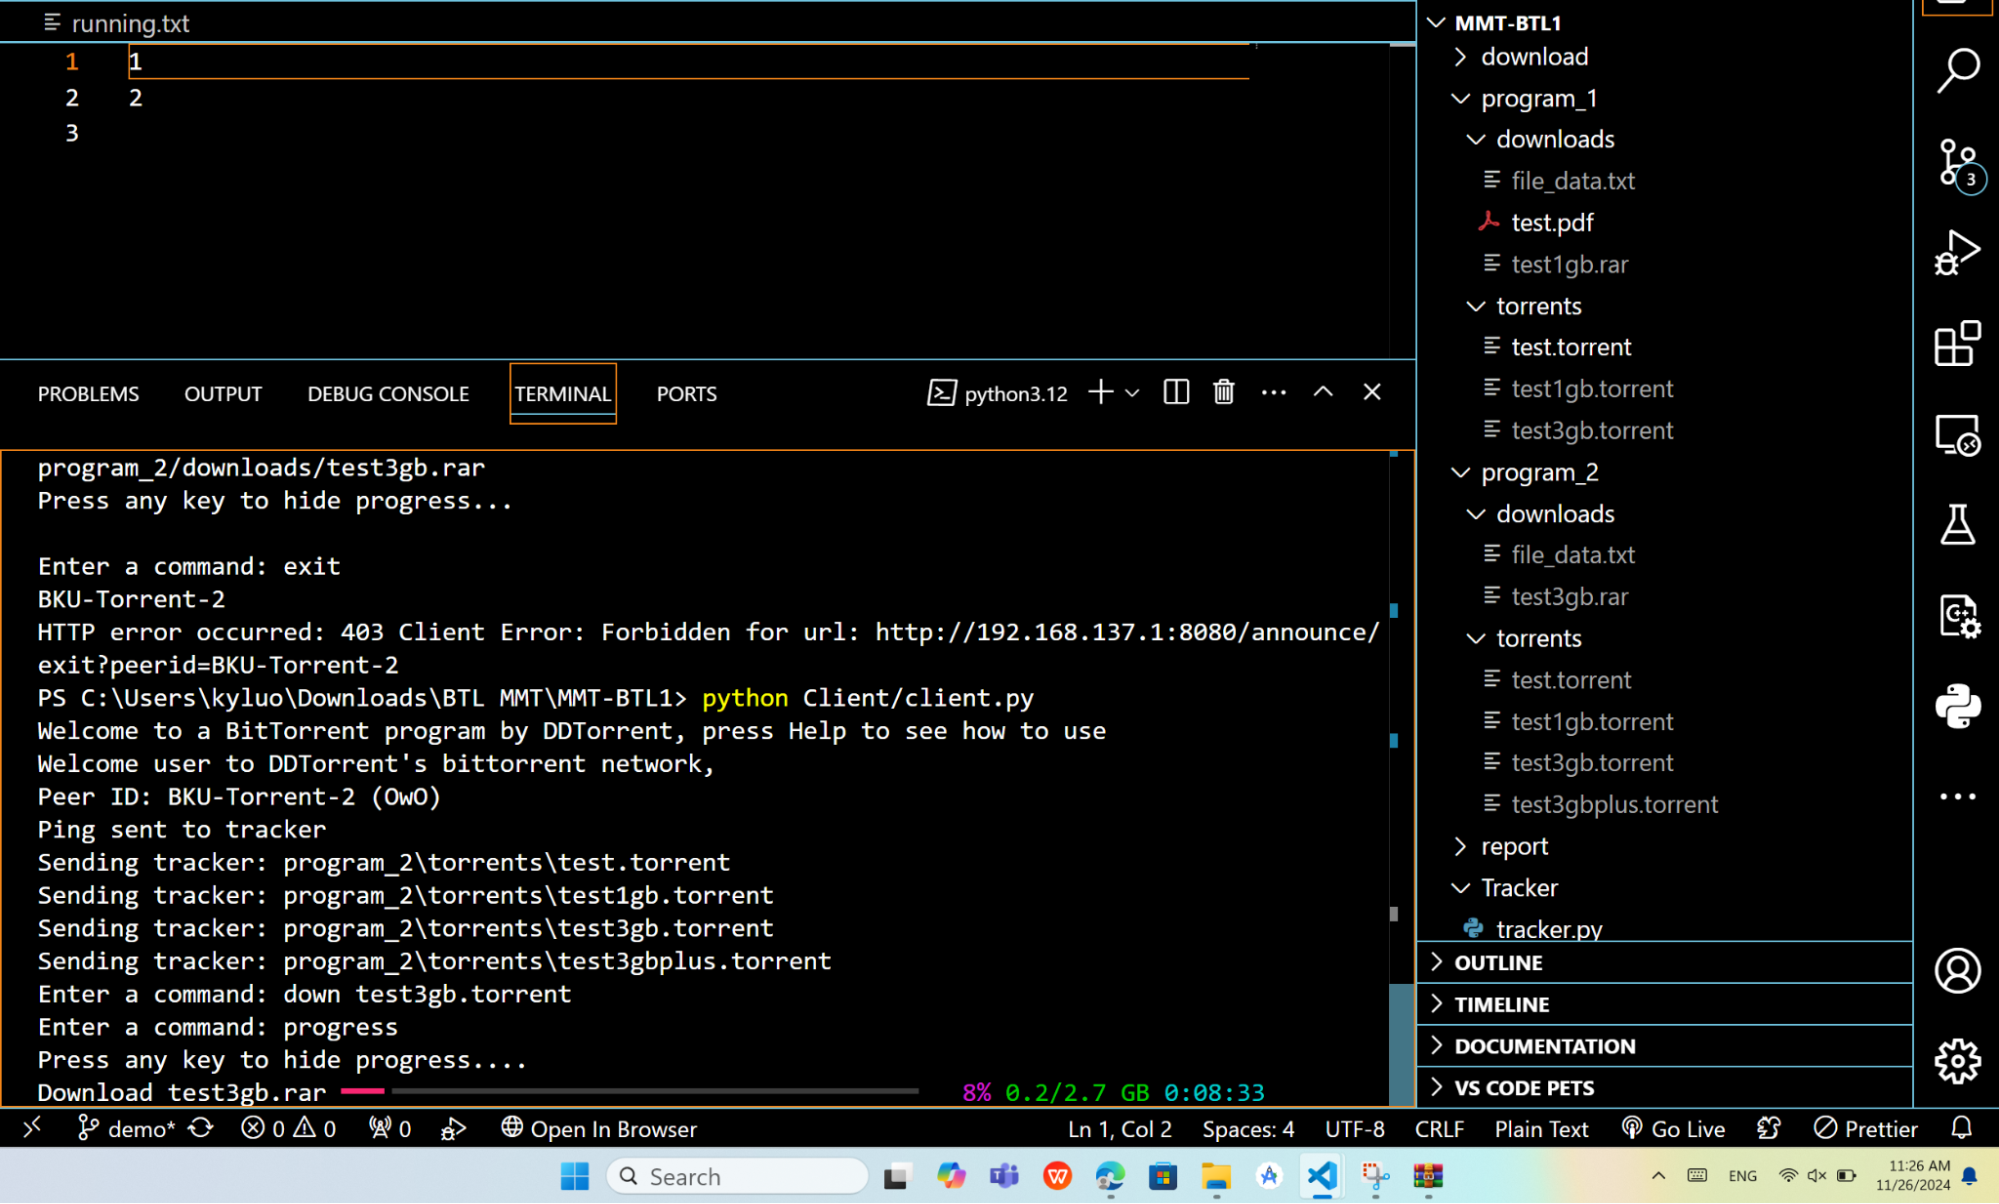 running.txt
1 1
2 2
3
PROBLEMS OUTPUT DEBUG CONSOLE TERMINAL PORTS python3.12
program_2/downloads/test3gb.rar
Press any key to hide progress...
Enter a command: exit
BKU-Torrent-2
HTTP error occurred: 403 Client Error: Forbidden for url: http://192.168.137.1:8080/announce/
exit?peerid=BKU-Torrent-2
PS C:\Users\kyluo\Downloads\BTL MMT\MMT-BTL1> python Client/client.py
Welcome to a BitTorrent program by DDTorrent, press Help to see how to use
Welcome user to DDTorrent's bittorrent network,
Peer ID: BKU-Torrent-2 (OwO)
Ping sent to tracker
Sending tracker: program_2\torrents\test.torrent
Sending tracker: program_2\torrents\test1gb.torrent
Sending tracker: program_2\torrents\test3gb.torrent
Sending tracker: program_2\torrents\test3gbplus.torrent
Enter a command: down test3gb.torrent
Enter a command: progress
Press any key to hide progress....
Download test3gb.rar 8% 0.2/2.7 GB 0:08:33
MMT-BTL1
download
program_1
downloads
file_data.txt
test.pdf
test1gb.rar
torrents
test.torrent
test1gb.torrent
test3gb.torrent
program_2
downloads
file_data.txt
test3gb.rar
torrents
test.torrent
test1gb.torrent
test3gb.torrent
test3gbplus.torrent
report
Tracker
tracker.py
OUTLINE
TIMELINE
DOCUMENTATION
VS CODE PETS
3
demo* 0 0 0 Open In Browser Ln 1, Col 2 Spaces: 4 UTF-8 CRLF Plain Text Go Live Prettier
Search ENG 11:26 AM
11/26/2024